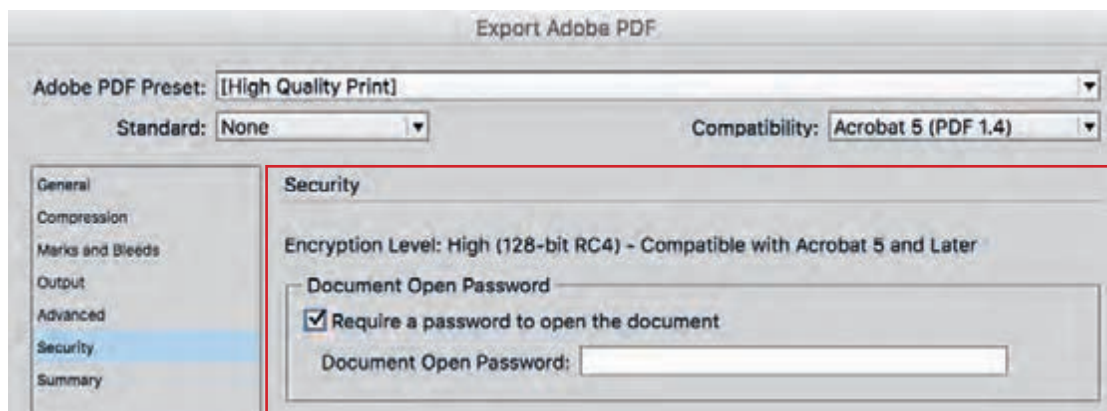 Export Adobe PDF
Adobe PDF Preset: [High Quality Print]
Standard: None
Compatibility: Acrobat 5 (PDF 1.4)
General
Compression
Marks and Bleeds
Output
Advanced
Security
Summary
Security
Encryption Level: High (128-bit RC4) - Compatible with Acrobat 5 and Later
Document Open Password
Require a password to open the document
Document Open Password: